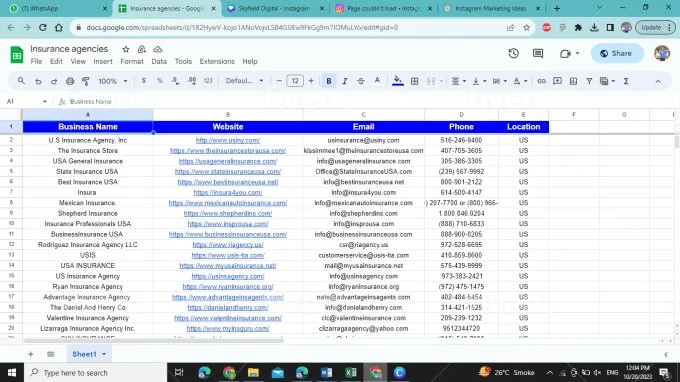 (1) WhatsApp
Insurance agencies - Google
Skyfield Digital - Instagram
Page couldn't load • Instag
Instagram Marketing Ideas
Update
Insurance agencies
File Edit View Insert Format Data Tools Extensions Help
Share
100% $ % .0 .00 123 Defaul... 12 B I A
A1 Business Name
A B C D E F G H
1 Business Name Website Email Phone Location
2 U.S Insurance Agency, Inc http://www.usiny.com/ usinsurance@usiny.com 516-246-9400 US
3 The Insurance Store https://www.theinsurancestoreusa.com kissimmee1@theinsurancestoreusa.com 407-705-3605 US
4 USA General Insurance https://usageneralinsurance.com/ info@usageneralinsurance.com 305-386-3305 US
5 State Insurance USA https://www.stateinsuranceusa.com/ Office@StateInsuranceUSA.com (239) 567-9992 US
6 Best Insurance USA https://www.bestinsuranceusa.net/ info@bestinsuranceusa.net 800-901-2122 US
7 Insura https://insura4you.com/ info@insura4you.com 614-500-4147 US
8 Mexican Insurance, https://www.mexicanautoinsurance.com/ info@mexicanautoinsurance.com ) 207-7700 or (800) 966- US
9 Shepherd Insurance https://www.shepherdins.com/ info@shepherdins.com 1.800.846.0204 US
10 Insurance Professionals USA https://www.insprousa.com/ info@insprousa.com (888) 710-6833 US
11 BusinessInsurance USA https://www.businessinsuranceusa.com info@businessinsuranceusa.com 888-900-0205 US
12 Rodriguez Insurance Agency LLC https://www.riagency.us/ csr@riagency.us 972-528-6695 US
13 USIS https://www.usis-tia.com/ customerservice@usis-tia.com 410-859-8600 US
14 USA INSURANCE https://www.myusainsurance.net/ mail@myusainsurance.net 575-439-9999 US
15 US Insurance Agency https://usinsagency.com/ info@usinsagency.com 973-383-2421 US
16 Ryan Insurance Agency https://www.ryaninsurance.org/ info@ryaninsurance.org (972) 475-1475 US
17 Advantage Insurance Agency https://www.advantageinsagents.com/ nate@advantageinsagents.com 402-484-5454 US
18 The Daniel And Henry Co https://danielandhenry.com/ info@danielandhenry.com 314-421-1525 US
19 Valentine Insurance Agency https://valentineinsurance.com/ clc@valentineinsurance.com 209-239-1232 US
20 Lizarraga Insurance Agency Inc. https://www.myinsguru.com/ clizarragaagency@yahoo.com 9512344720 US
Sheet1
Type here to search
26°C Smoke
12:04 PM
10/20/2023